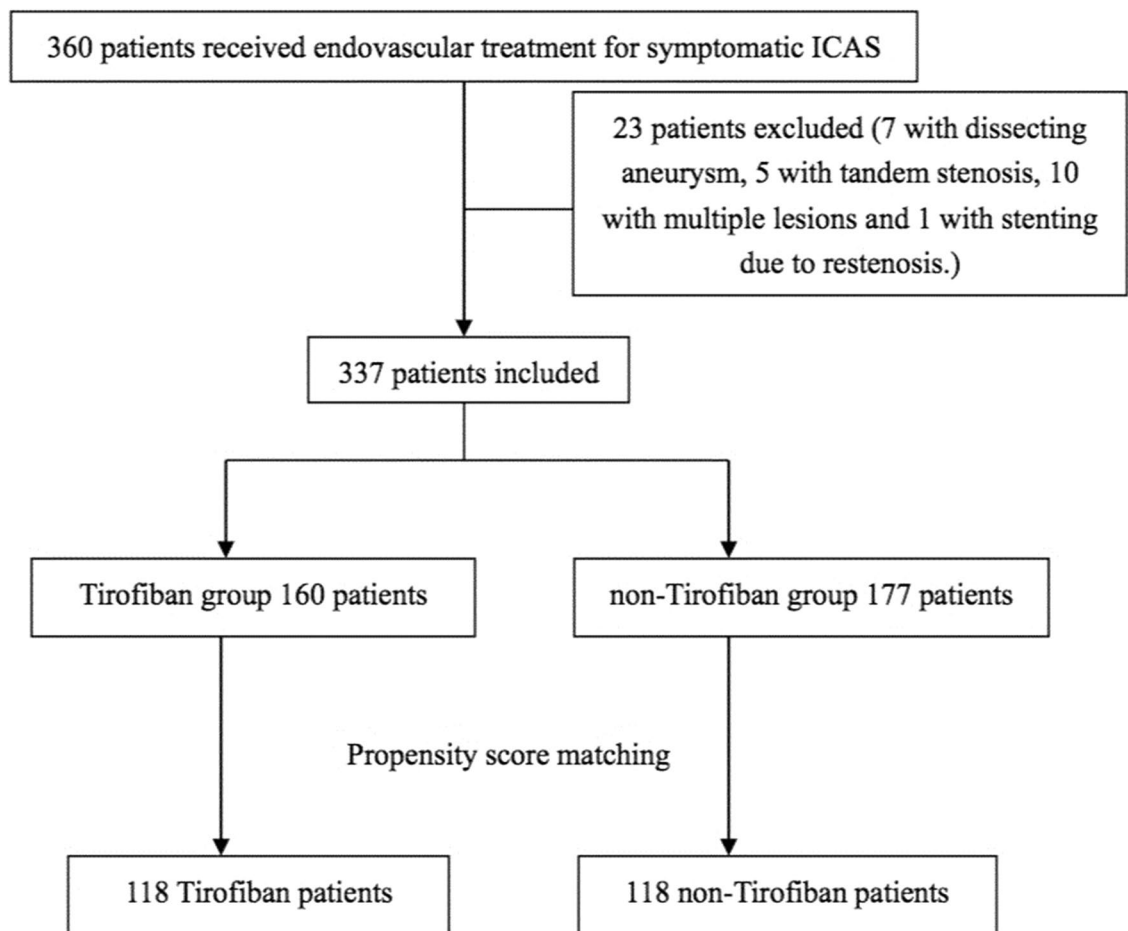 360 patients received endovascular treatment for symptomatic ICAS
23 patients excluded (7 with dissecting
aneurysm, 5 with tandem stenosis, 10
with multiple lesions and 1 with stenting
due to restenosis.)
337 patients included
Tirofiban group 160 patients
non-Tirofiban group 177 patients
Propensity score matching
118 Tirofiban patients
118 non-Tirofiban patients